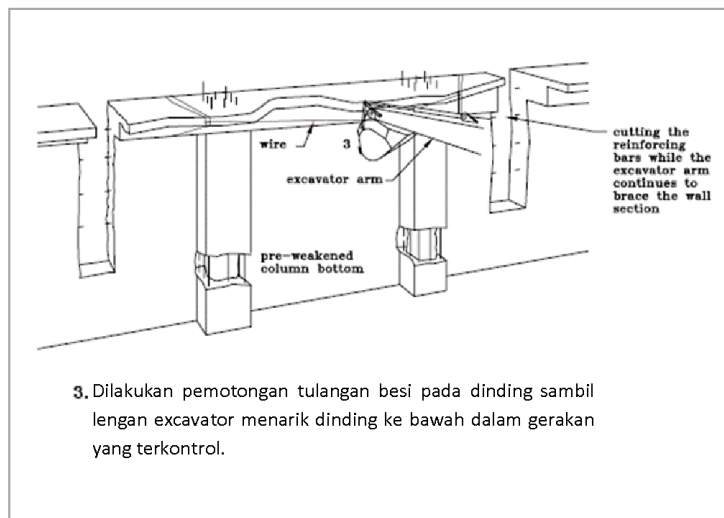 wire
3
excavator arm
cutting the
reinforcing
bars while the
excavator arm
continues to
brace the wall
section
pre-weakened
column bottom
3. Dilakukan pemotongan tulangan besi pada dinding sambil
lengan excavator menarik dinding ke bawah dalam gerakan
yang terkontrol.